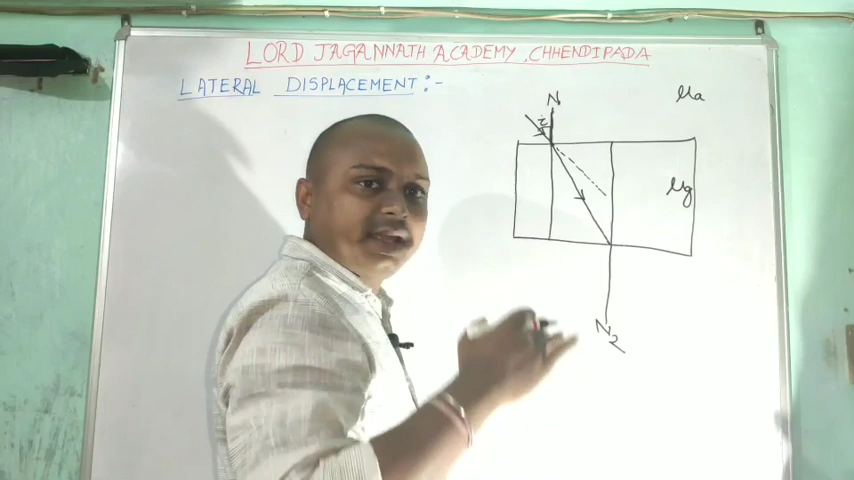 LORD JAGANNATH ACADEMY, CHHENDIPADA
LATERAL DISPLACEMENT :-
N
μa
i
μg
N2